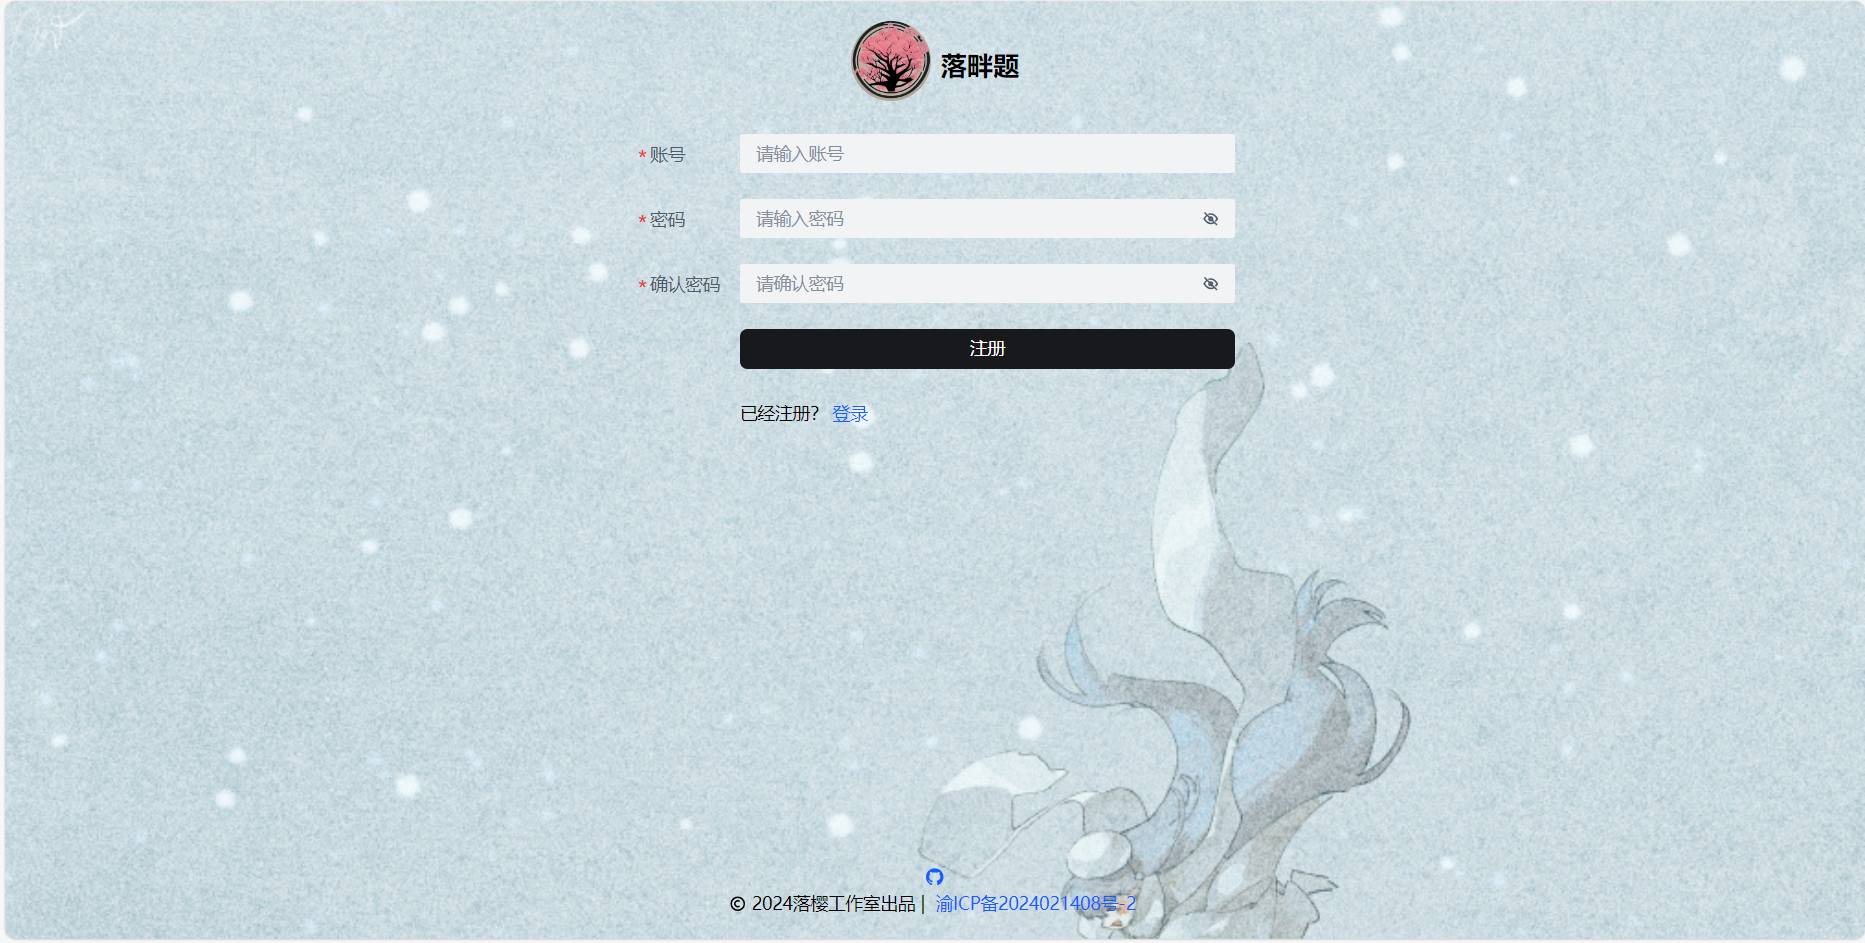 落畔题
* 账号 请输入账号
* 密码 请输入密码
* 确认密码 请确认密码
注册
已经注册? 登录
© 2024落樱工作室出品 | 渝ICP备2024021408号-2